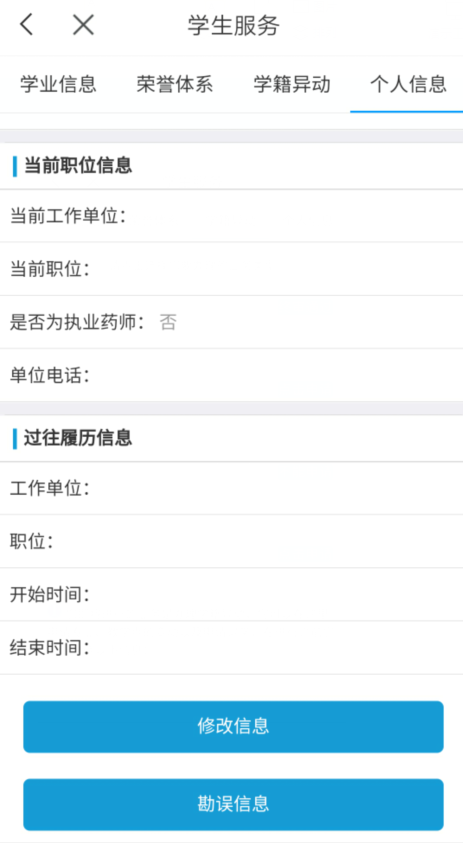 学生服务
学业信息 荣誉体系 学籍异动 个人信息
当前职位信息
当前工作单位：
当前职位：
是否为执业药师： 否
单位电话：
过往履历信息
工作单位：
职位：
开始时间：
结束时间：
修改信息
勘误信息